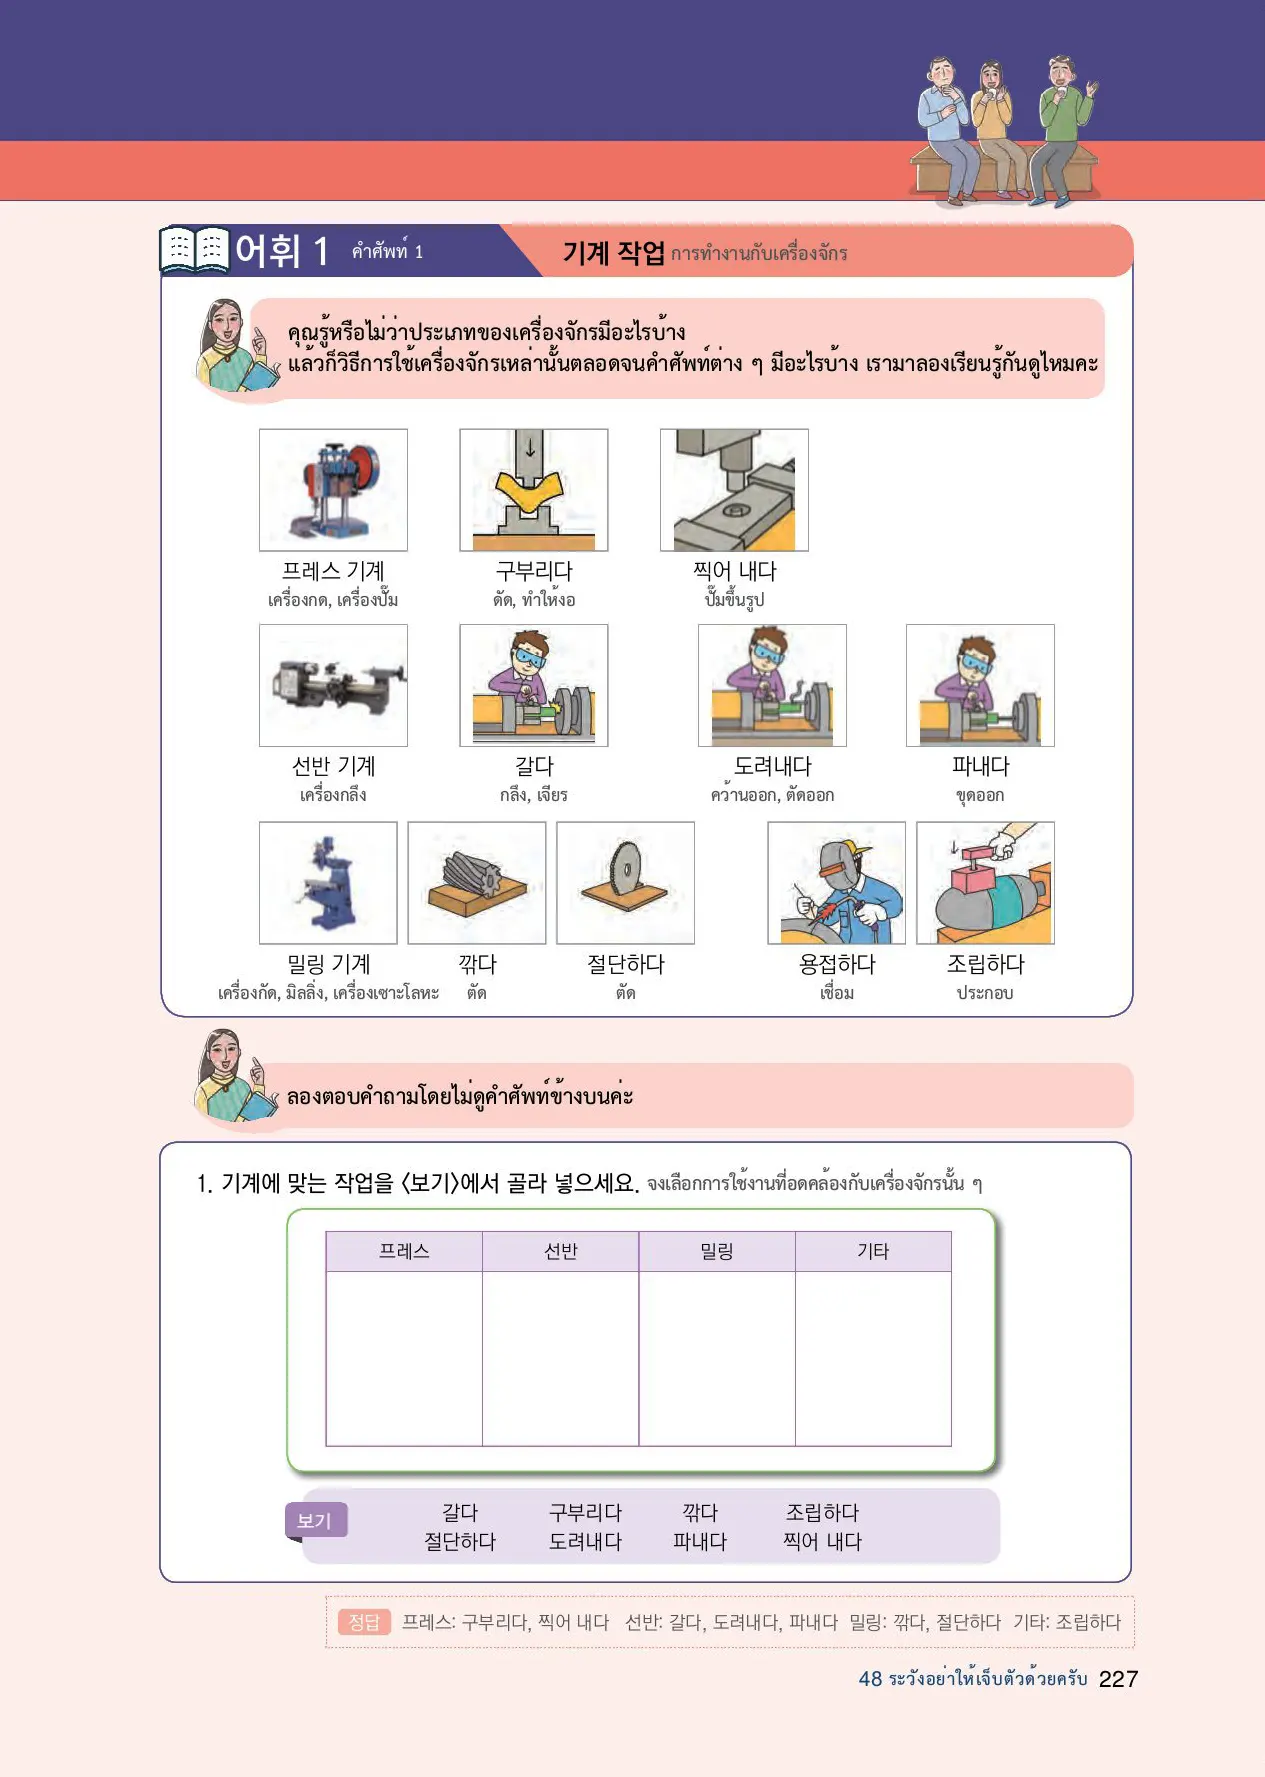 어휘 1 คำศัพท์ 1 기계 작업 การทำงานกับเครื่องจักร
คุณรู้หรือไม่ว่าประเภทของเครื่องจักรมีอะไรบ้าง
แล้วก็วิธีการใช้เครื่องจักรเหล่านั้นตลอดจนคำศัพท์ต่าง ๆ มีอะไรบ้าง เรามาลองเรียนรู้กันดูไหมคะ
프레스 기계 구부리다 찍어 내다
เครื่องกด, เครื่องปั๊ม ดัด, ทำให้งอ ปั๊มขึ้นรูป
선반 기계 갈다 도려내다 파내다
เครื่องกลึง กลึง, เจียร คว้านออก, ตัดออก ขุดออก
밀링 기계 깎다 절단하다 용접하다 조립하다
เครื่องกัด, มิลลิ่ง, เครื่องเซาะโลหะ ตัด ตัด เชื่อม ประกอบ
ลองตอบคำถามโดยไม่ดูคำศัพท์ข้างบนค่ะ
1. 기계에 맞는 작업을 〈보기〉에서 골라 넣으세요. จงเลือกการใช้งานที่อดคล้องกับเครื่องจักรนั้น ๆ
프레스 선반 밀링 기타
보기 갈다 구부리다 깎다 조립하다
절단하다 도려내다 파내다 찍어 내다
정답 프레스: 구부리다, 찍어 내다 선반: 갈다, 도려내다, 파내다 밀링: 깎다, 절단하다 기타: 조립하다
48 ระวังอย่าให้เจ็บตัวด้วยครับ 227